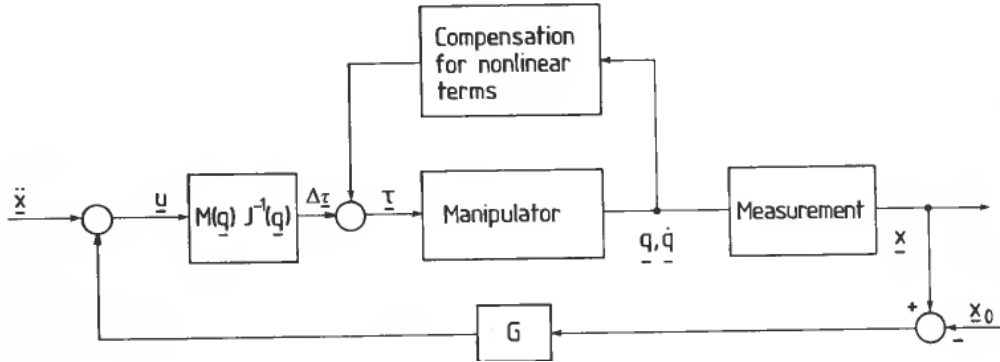 Compensation
for nonlinear
terms
ẍ
u
M(q) J⁻¹(q)
Δτ
τ
Manipulator
q, q̇
Measurement
x
+
-
x₀
G